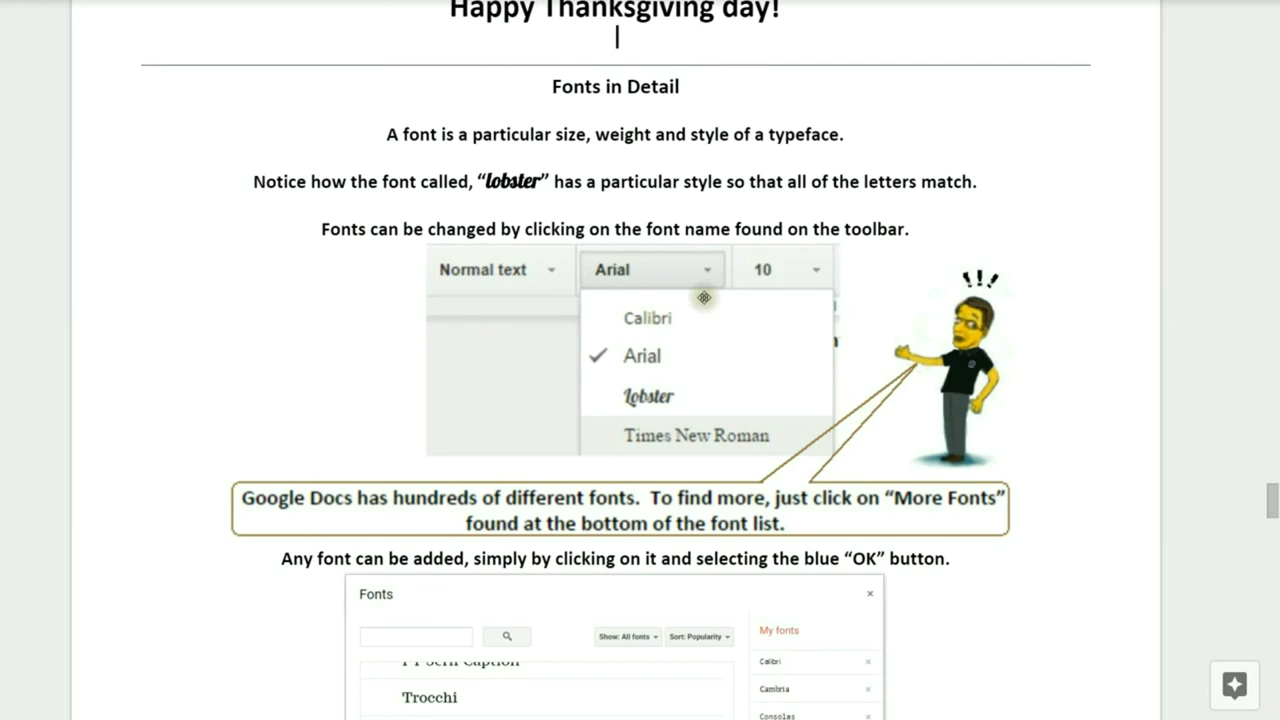 Happy Thanksgiving day!
Fonts in Detail
A font is a particular size, weight and style of a typeface.
Notice how the font called, “lobster” has a particular style so that all of the letters match.
Fonts can be changed by clicking on the font name found on the toolbar.
Normal text Arial 10
Calibri
Arial
Lobster
Times New Roman
!!!
Google Docs has hundreds of different fonts. To find more, just click on “More Fonts”
found at the bottom of the font list.
Any font can be added, simply by clicking on it and selecting the blue “OK” button.
Fonts ×
Show: All fonts Sort: Popularity
My fonts
PT Serif Caption
Calibri ×
Trocchi
Cambria ×
Consolas ×